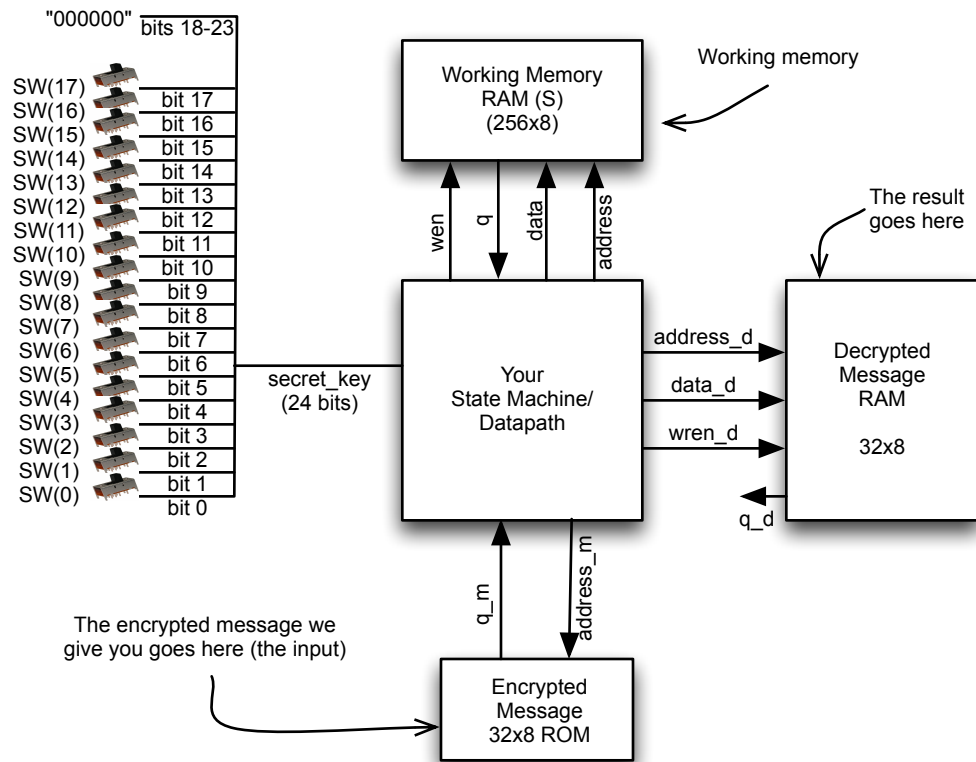 "000000"
bits 18-23
SW(17)
bit 17
SW(16)
bit 16
SW(15)
bit 15
SW(14)
bit 14
SW(13)
bit 13
SW(12)
bit 12
SW(11)
bit 11
SW(10)
bit 10
SW(9)
bit 9
SW(8)
bit 8
SW(7)
bit 7
SW(6)
bit 6
SW(5)
bit 5
SW(4)
bit 4
SW(3)
bit 3
SW(2)
bit 2
SW(1)
bit 1
SW(0)
bit 0
secret_key
(24 bits)
Working Memory
RAM (S)
(256x8)
Working memory
wen
q
data
address
The result
goes here
Your
State Machine/
Datapath
address_d
data_d
wren_d
q_d
Decrypted
Message
RAM
32x8
q_m
address_m
The encrypted message we
give you goes here (the input)
Encrypted
Message
32x8 ROM